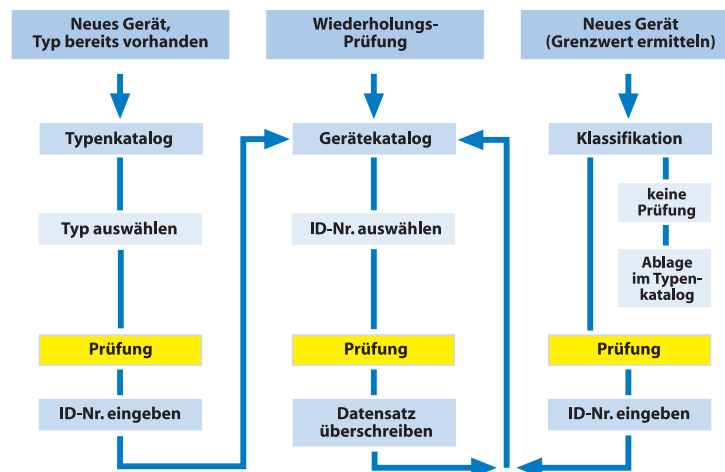 Neues Gerät,
Typ bereits vorhanden
Typenkatalog
Typ auswählen
Prüfung
ID-Nr. eingeben
Wiederholungs-
Prüfung
Gerätekatalog
ID-Nr. auswählen
Prüfung
Datensatz
überschreiben
Neues Gerät
(Grenzwert ermitteln)
Klassifikation
keine
Prüfung
Ablage
im Typen-
katalog
Prüfung
ID-Nr. eingeben